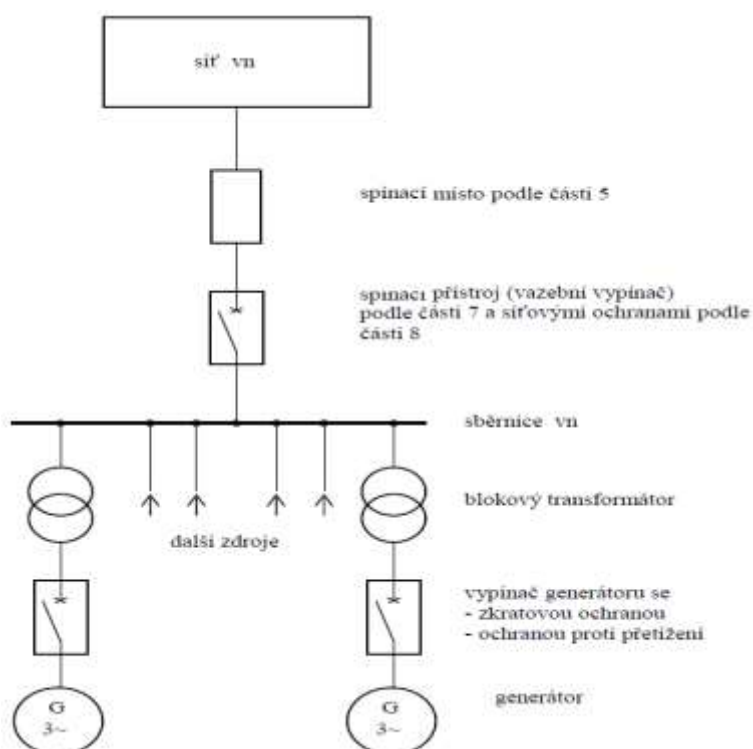 síť vn
spínací místo podle části 5
spínací přístroj (vazební vypínač)
podle části 7 a síťovými ochranami podle
části 8
sběrnice vn
blokový transformátor
další zdroje
vypínač generátoru se
- zkratovou ochranou
- ochranou proti přetížení
G
3~
G
3~
generátor